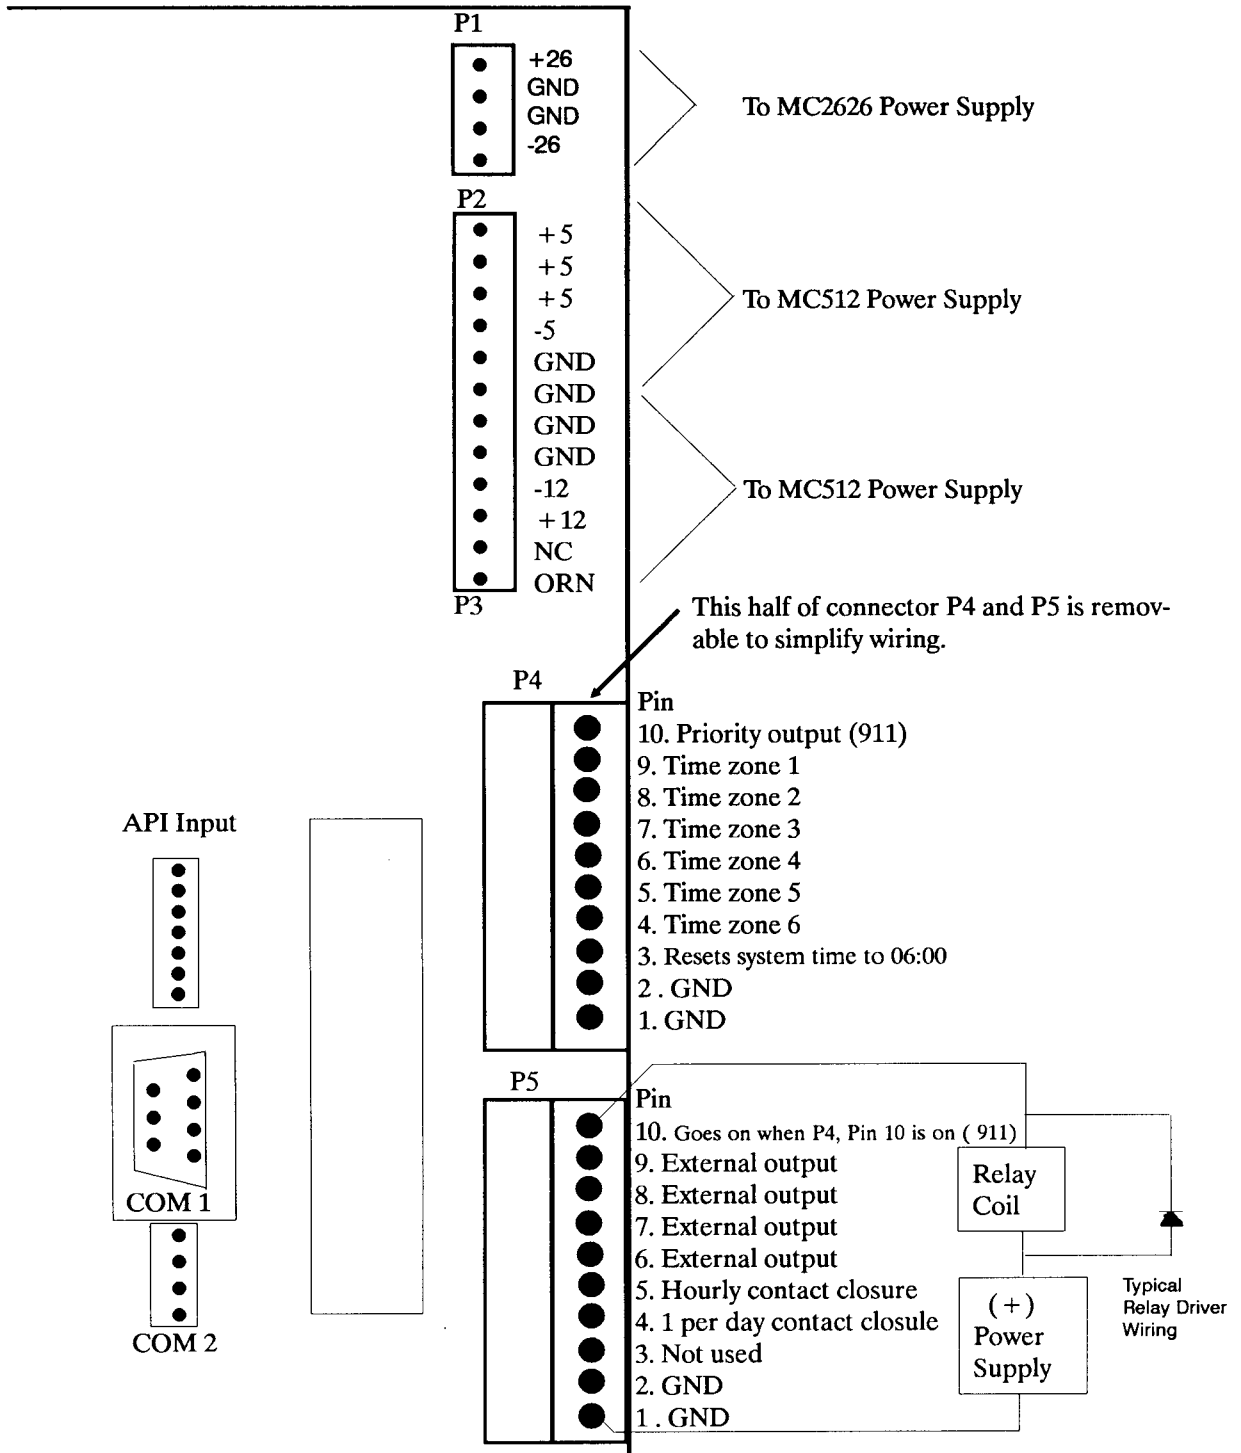 P1
+26
GND
GND
-26
To MC2626 Power Supply
P2
+5
+5
+5
-5
GND
GND
GND
GND
-12
+12
NC
ORN
P3
To MC512 Power Supply
To MC512 Power Supply
This half of connector P4 and P5 is remov-
able to simplify wiring.
P4
Pin
10. Priority output (911)
9. Time zone 1
8. Time zone 2
7. Time zone 3
6. Time zone 4
5. Time zone 5
4. Time zone 6
3. Resets system time to 06:00
2 . GND
1. GND
API Input
COM 1
COM 2
P5
Pin
10. Goes on when P4, Pin 10 is on ( 911)
9. External output
8. External output
7. External output
6. External output
5. Hourly contact closure
4. 1 per day contact closule
3. Not used
2. GND
1 . GND
Relay
Coil
(+)
Power
Supply
Typical
Relay Driver
Wiring